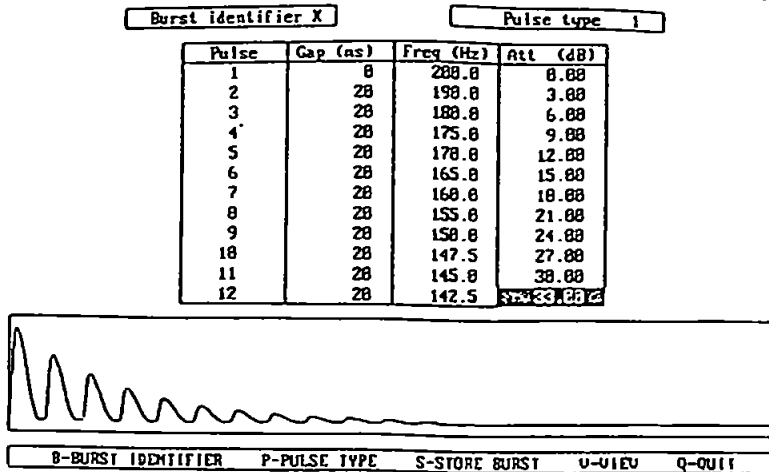 Burst identifier X Pulse type 1
Pulse Gap (ms) Freq (Hz) Att (dB)
1 0 200.0 0.00
2 20 190.0 3.00
3 20 180.0 6.00
4 20 175.0 9.00
5 20 170.0 12.00
6 20 165.0 15.00
7 20 160.0 18.00
8 20 155.0 21.00
9 20 150.0 24.00
10 20 147.5 27.00
11 20 145.0 30.00
12 20 142.5 33.00
B-BURST IDENTIFIER P-PULSE TYPE S-STORE BURST V-VIEW Q-QUIT